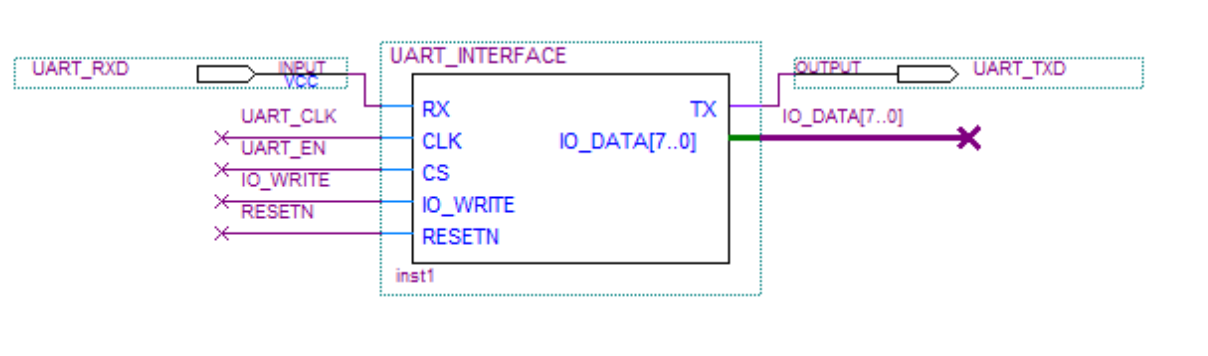 UART_INTERFACE
UART_RXD
INPUT
VCC
OUTPUT
UART_TXD
RX
TX
UART_CLK
IO_DATA[7..0]
CLK
IO_DATA[7..0]
UART_EN
CS
IO_WRITE
IO_WRITE
RESETN
RESETN
inst1